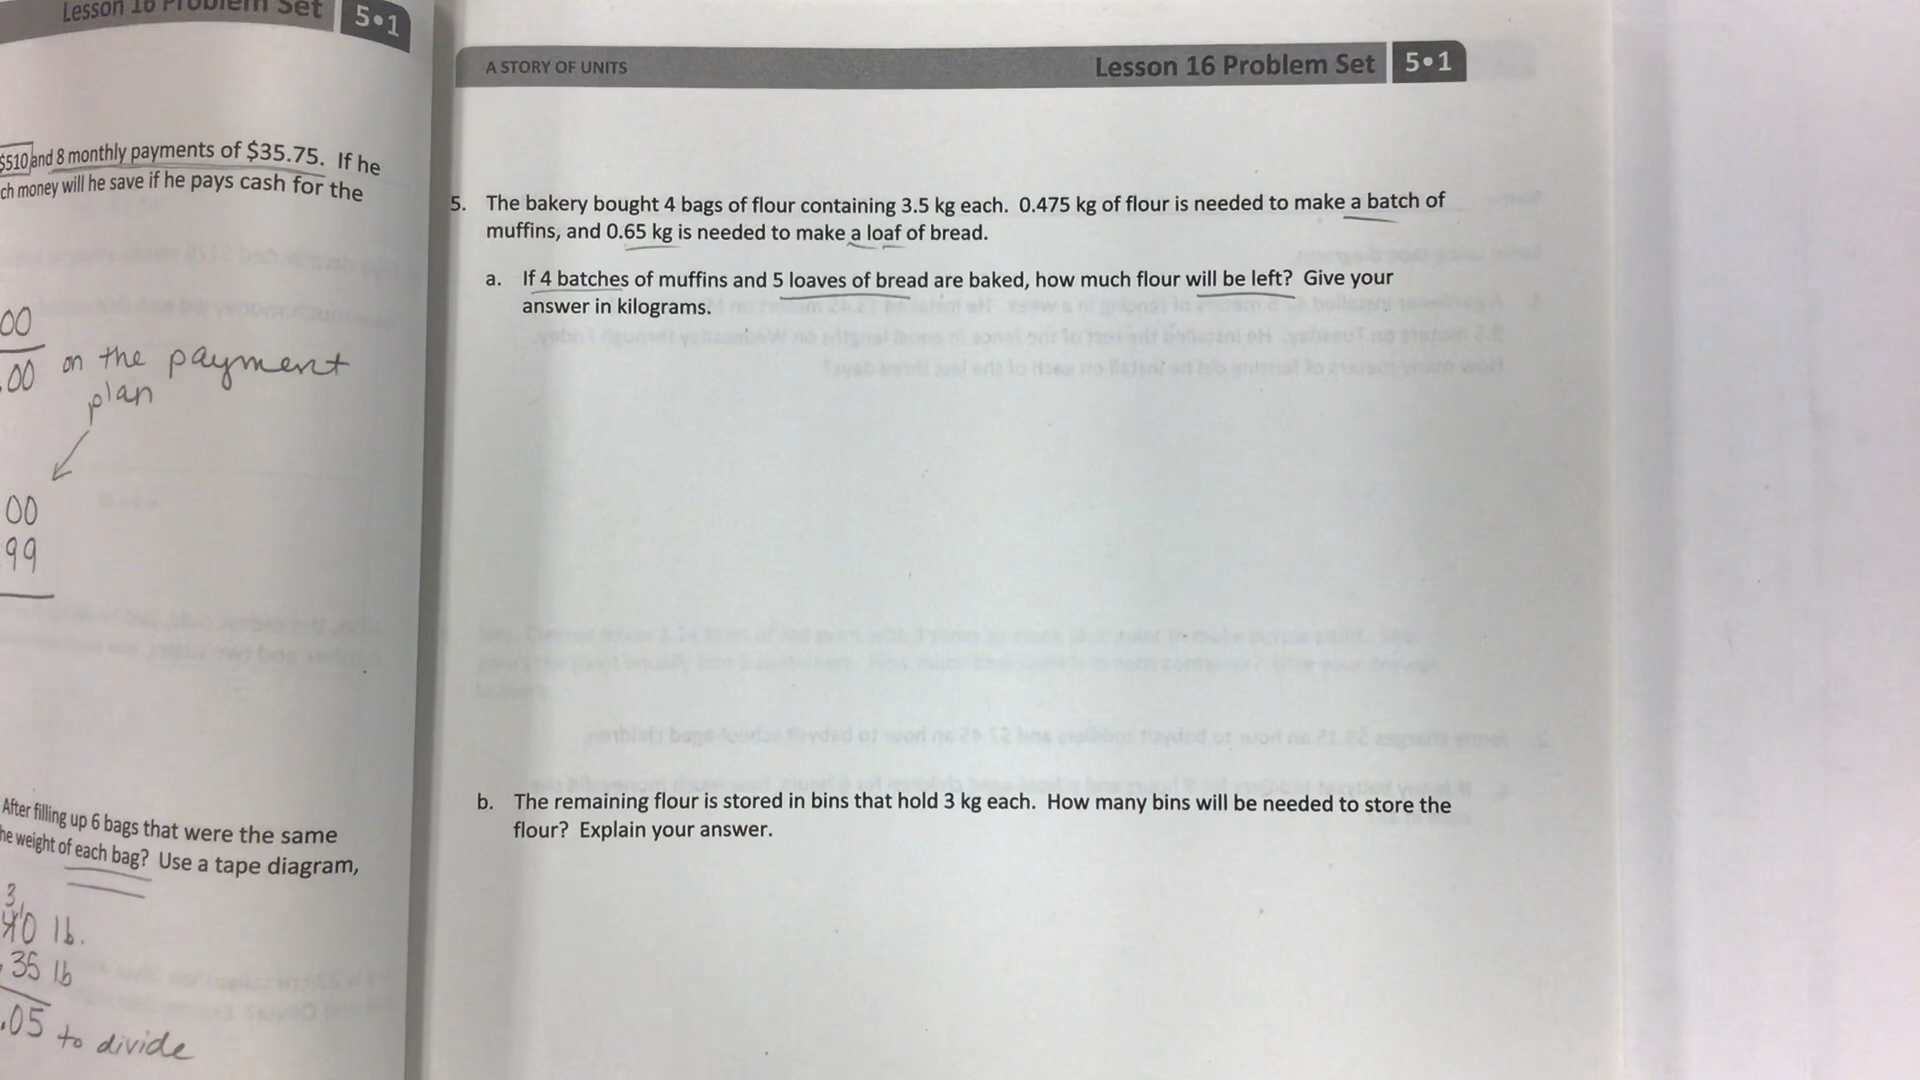 Lesson 16 Problem Set 5•1
$510 and 8 monthly payments of $35.75. If he
ch money will he save if he pays cash for the
00
.00 on the payment
plan
00
99
After filling up 6 bags that were the same
he weight of each bag? Use a tape diagram,
3
40 lb.
.35 lb
.05 to divide
A STORY OF UNITS
Lesson 16 Problem Set 5•1
5. The bakery bought 4 bags of flour containing 3.5 kg each. 0.475 kg of flour is needed to make a batch of
muffins, and 0.65 kg is needed to make a loaf of bread.
a. If 4 batches of muffins and 5 loaves of bread are baked, how much flour will be left? Give your
answer in kilograms.
b. The remaining flour is stored in bins that hold 3 kg each. How many bins will be needed to store the
flour? Explain your answer.